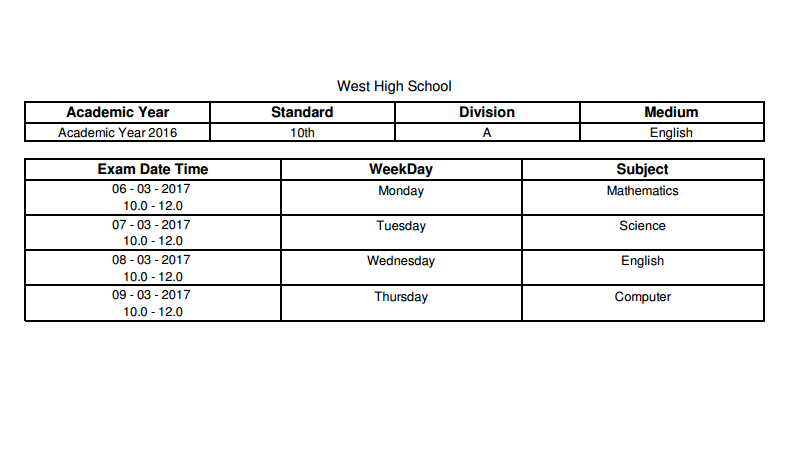 West High School
Academic Year Standard Division Medium
Academic Year 2016 10th A English
Exam Date Time WeekDay Subject
06 - 03 - 2017 Monday Mathematics
10.0 - 12.0
07 - 03 - 2017 Tuesday Science
10.0 - 12.0
08 - 03 - 2017 Wednesday English
10.0 - 12.0
09 - 03 - 2017 Thursday Computer
10.0 - 12.0